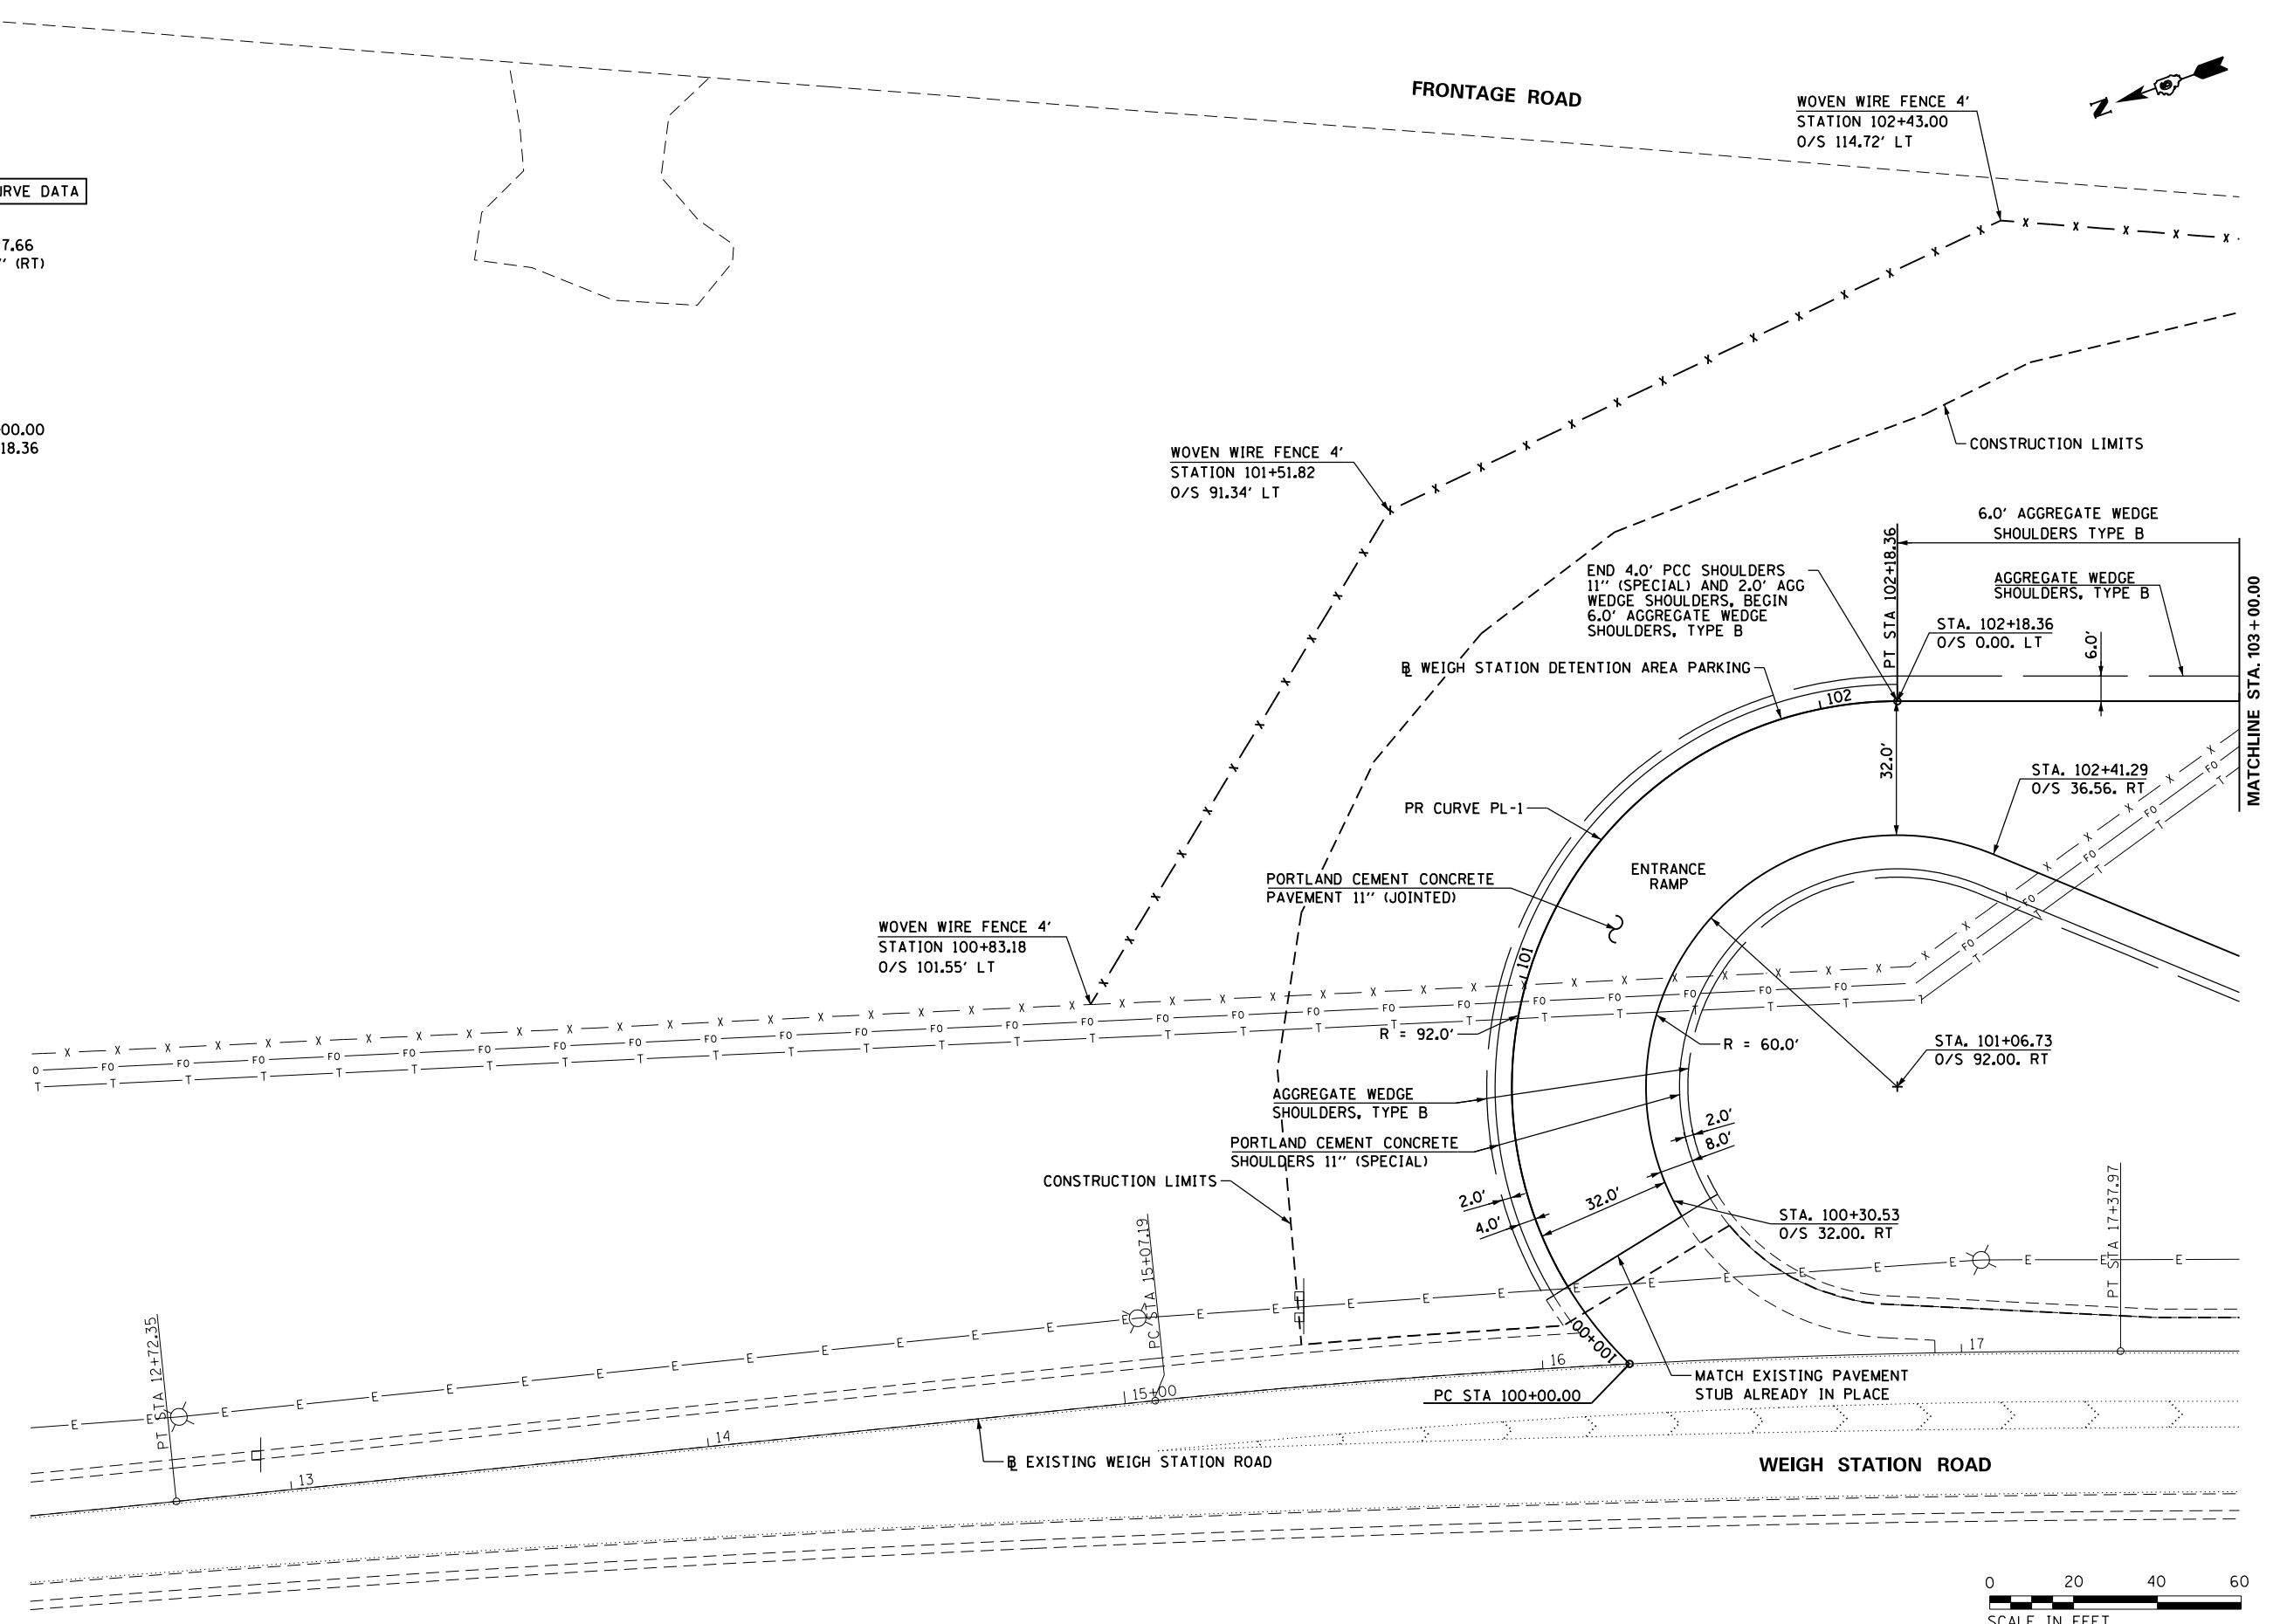 FRONTAGE ROAD
N
WOVEN WIRE FENCE 4'
STATION 102+43.00
O/S 114.72' LT
URVE DATA
7.66
'' (RT)
+00.00
18.36
WOVEN WIRE FENCE 4'
STATION 101+51.82
O/S 91.34' LT
CONSTRUCTION LIMITS
6.0' AGGREGATE WEDGE
SHOULDERS TYPE B
PT STA 102+18.36
END 4.0' PCC SHOULDERS
11'' (SPECIAL) AND 2.0' AGG
WEDGE SHOULDERS, BEGIN
6.0' AGGREGATE WEDGE
SHOULDERS, TYPE B
AGGREGATE WEDGE
SHOULDERS, TYPE B
STA. 102+18.36
O/S 0.00. LT
6.0'
MATCHLINE STA. 103+00.00
℄ WEIGH STATION DETENTION AREA PARKING
102
32.0'
STA. 102+41.29
O/S 36.56. RT
PR CURVE PL-1
ENTRANCE
RAMP
PORTLAND CEMENT CONCRETE
PAVEMENT 11'' (JOINTED)
WOVEN WIRE FENCE 4'
STATION 100+83.18
O/S 101.55' LT
101
R = 92.0'
R = 60.0'
STA. 101+06.73
O/S 92.00. RT
AGGREGATE WEDGE
SHOULDERS, TYPE B
PORTLAND CEMENT CONCRETE
SHOULDERS 11'' (SPECIAL)
2.0'
8.0'
CONSTRUCTION LIMITS
2.0'
4.0'
32.0'
STA. 100+30.53
O/S 32.00. RT
PT STA 17+37.97
PC STA 15+07.19
PT STA 12+72.35
100+00
16
17
MATCH EXISTING PAVEMENT
STUB ALREADY IN PLACE
PC STA 100+00.00
15+00
14
13
℄ EXISTING WEIGH STATION ROAD
WEIGH STATION ROAD
0 20 40 60
SCALE IN FEET